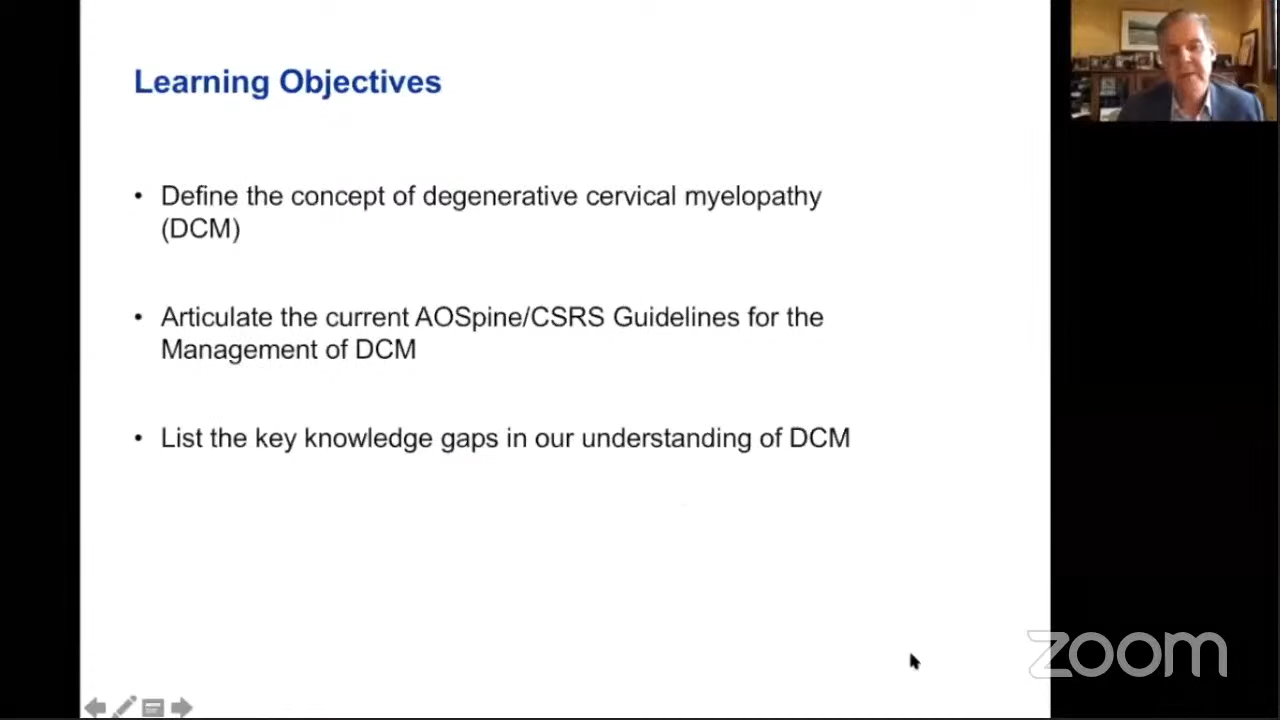 Learning Objectives
• Define the concept of degenerative cervical myelopathy
(DCM)
• Articulate the current AOSpine/CSRS Guidelines for the
Management of DCM
• List the key knowledge gaps in our understanding of DCM
zoom